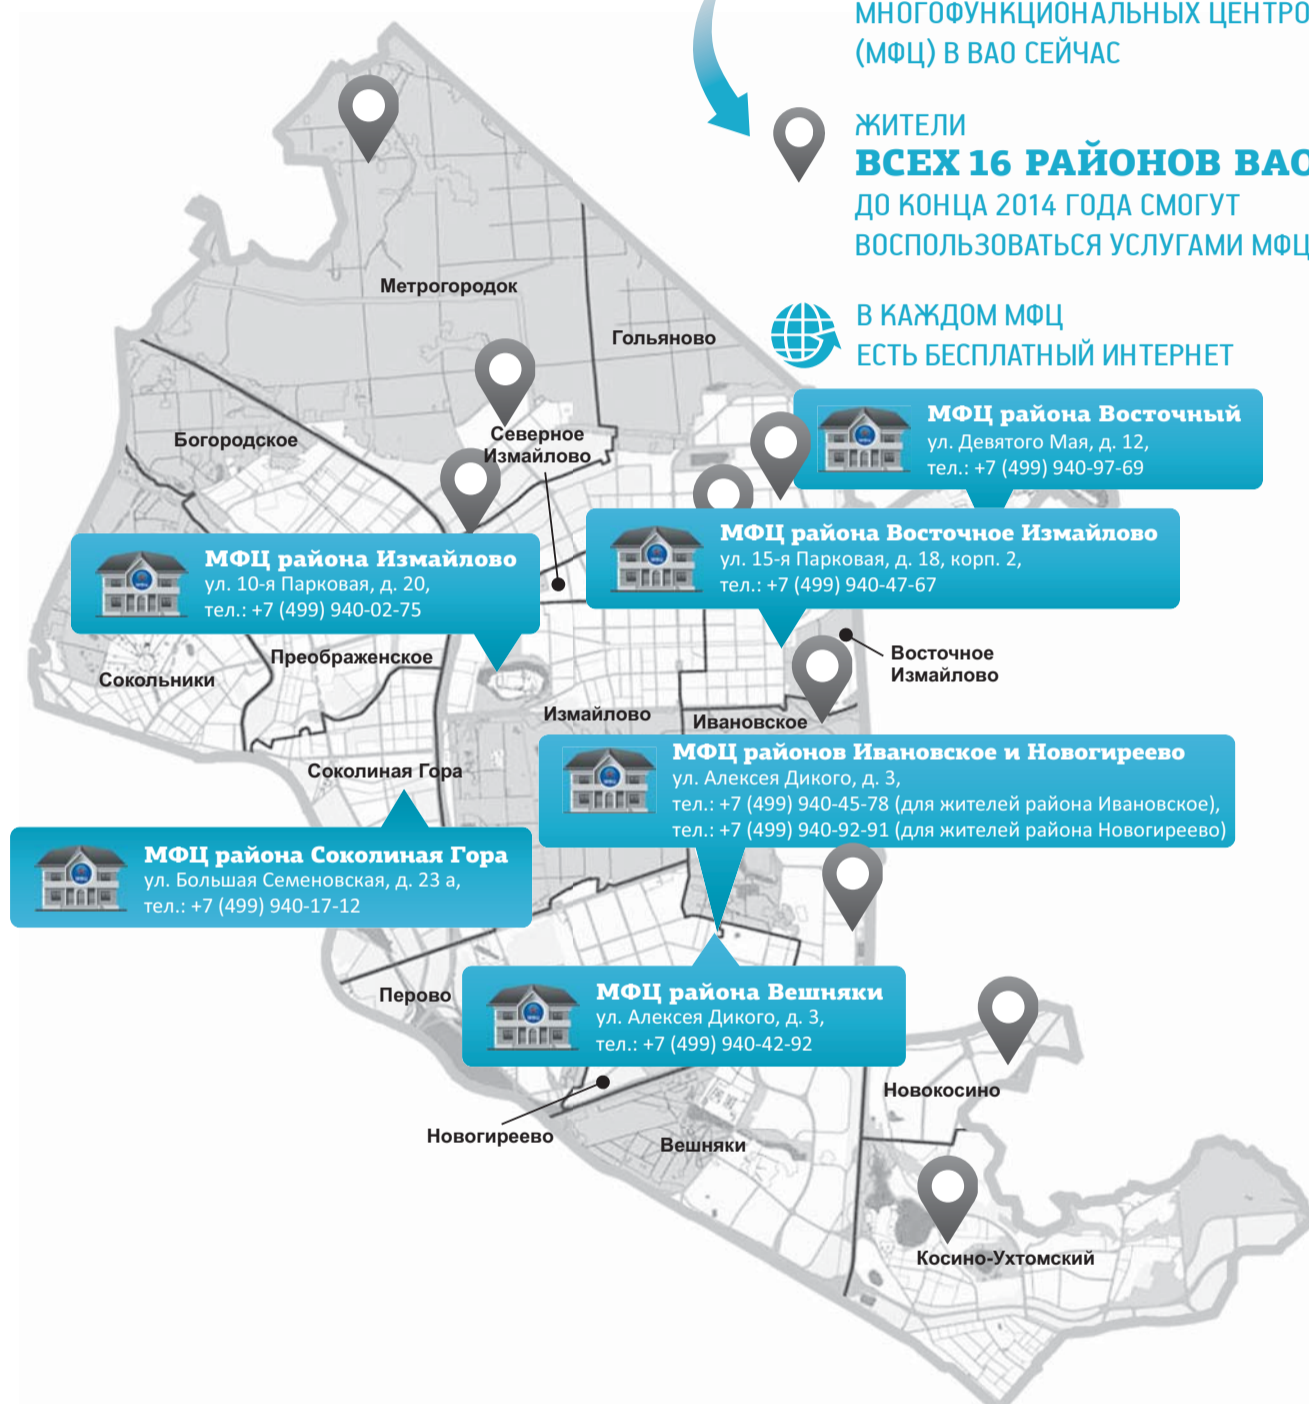 МНОГОФУНКЦИОНАЛЬНЫХ ЦЕНТРО
(МФЦ) В ВАО СЕЙЧАС
ЖИТЕЛИ
ВСЕХ 16 РАЙОНОВ ВАО
ДО КОНЦА 2014 ГОДА СМОГУТ
ВОСПОЛЬЗОВАТЬСЯ УСЛУГАМИ МФЦ
В КАЖДОМ МФЦ
ЕСТЬ БЕСПЛАТНЫЙ ИНТЕРНЕТ
Метрогородок
Гольяново
Богородское
Северное
Измайлово
МФЦ района Восточный
ул. Девятого Мая, д. 12,
тел.: +7 (499) 940-97-69
МФЦ района Восточное Измайлово
ул. 15-я Парковая, д. 18, корп. 2,
тел.: +7 (499) 940-47-67
МФЦ района Измайлово
ул. 10-я Парковая, д. 20,
тел.: +7 (499) 940-02-75
Преображенское
Сокольники
Восточное
Измайлово
Измайлово
Ивановское
Соколиная Гора
МФЦ районов Ивановское и Новогиреево
ул. Алексея Дикого, д. 3,
тел.: +7 (499) 940-45-78 (для жителей района Ивановское),
тел.: +7 (499) 940-92-91 (для жителей района Новогиреево)
МФЦ района Соколиная Гора
ул. Большая Семеновская, д. 23 а,
тел.: +7 (499) 940-17-12
Перово
МФЦ района Вешняки
ул. Алексея Дикого, д. 3,
тел.: +7 (499) 940-42-92
Новокосино
Новогиреево
Вешняки
Косино-Ухтомский